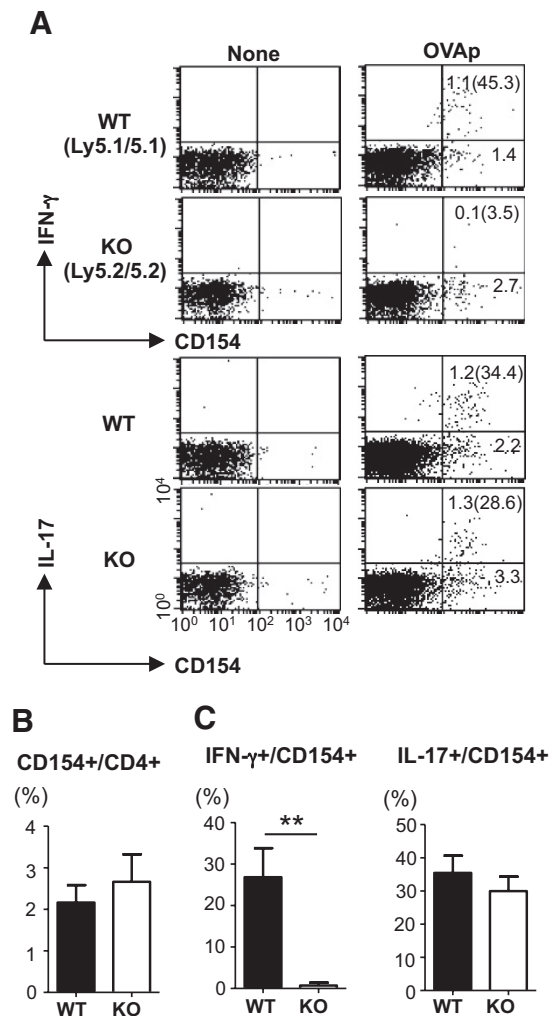 A
None
OVAp
WT
(Ly5.1/5.1)
1.1(45.3)
1.4
IFN-γ
KO
(Ly5.2/5.2)
0.1(3.5)
2.7
CD154
WT
1.2(34.4)
2.2
10⁴
IL-17
KO
1.3(28.6)
3.3
10⁰
10⁰ 10¹ 10² 10³ 10⁴
CD154
B
CD154+/CD4+
(%)
4
3
2
1
0
WT KO
C
IFN-γ+/CD154+
(%)
40
**
30
20
10
0
WT KO
IL-17+/CD154+
(%)
50
40
30
20
10
0
WT KO